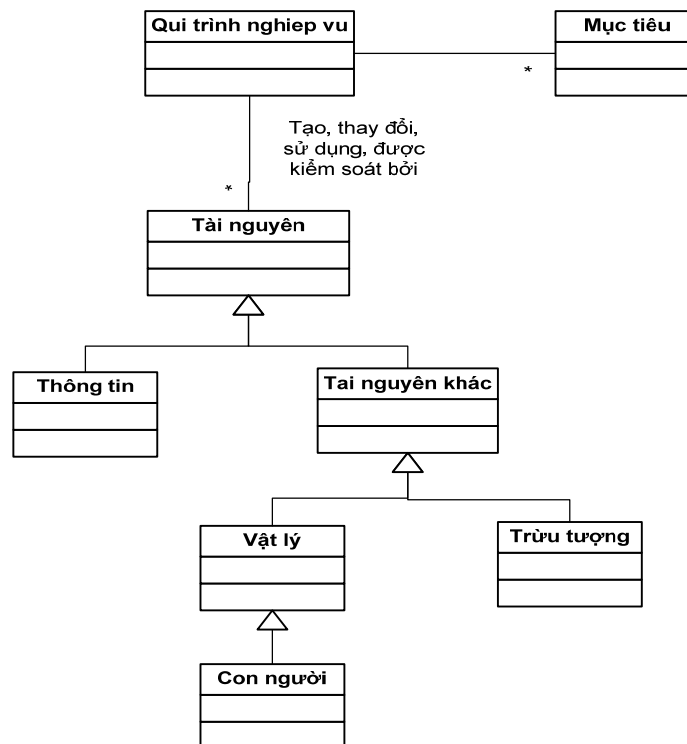 Qui trình nghiep vu
Mục tiêu
*
Tạo, thay đổi,
sử dụng, được
kiểm soát bởi
*
Tài nguyên
Thông tin
Tai nguyên khác
Vật lý
Trừu tượng
Con người